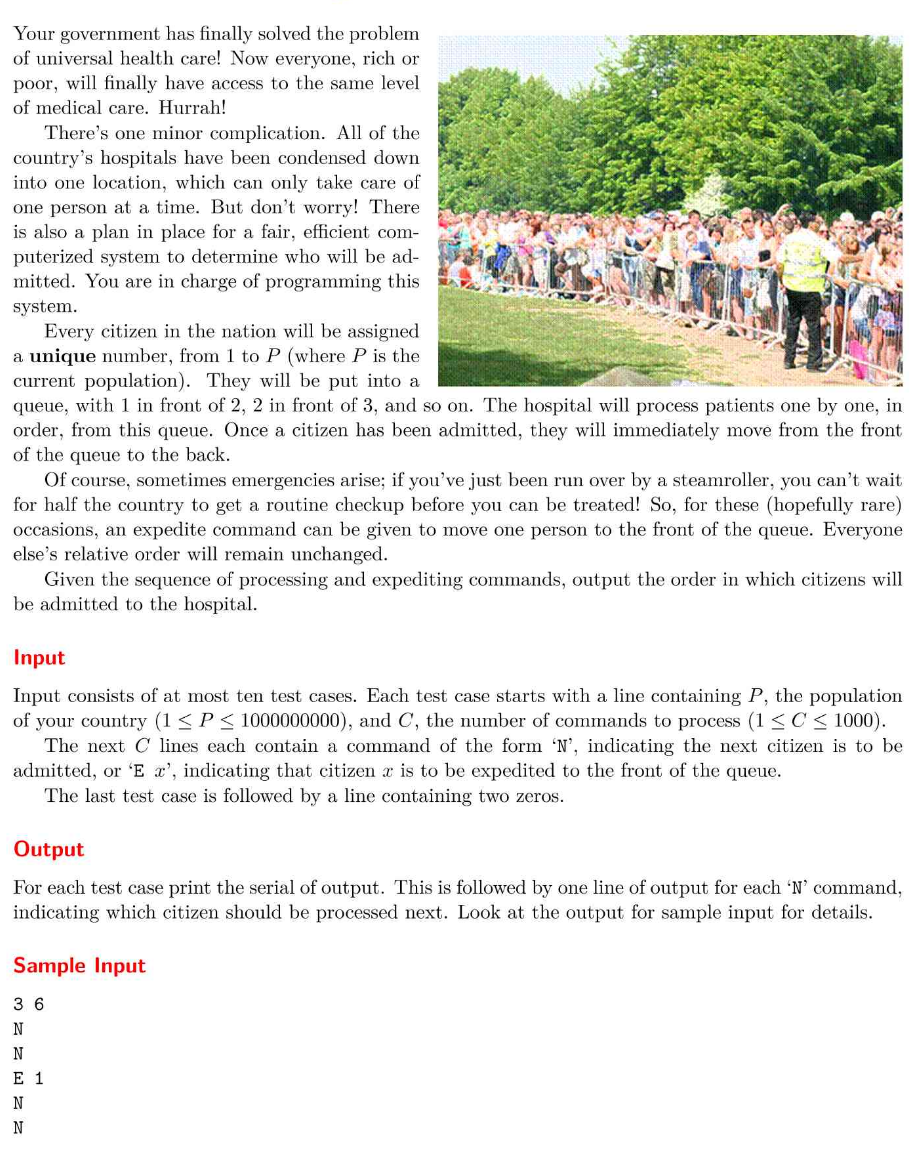 Your government has finally solved the problem
of universal health care! Now everyone, rich or
poor, will finally have access to the same level
of medical care. Hurrah!
There's one minor complication. All of the
country's hospitals have been condensed down
into one location, which can only take care of
one person at a time. But don't worry! There
is also a plan in place for a fair, efficient com-
puterized system to determine who will be ad-
mitted. You are in charge of programming this
system.
Every citizen in the nation will be assigned
a unique number, from 1 to P (where P is the
current population). They will be put into a
queue, with 1 in front of 2, 2 in front of 3, and so on. The hospital will process patients one by one, in
order, from this queue. Once a citizen has been admitted, they will immediately move from the front
of the queue to the back.
Of course, sometimes emergencies arise; if you've just been run over by a steamroller, you can't wait
for half the country to get a routine checkup before you can be treated! So, for these (hopefully rare)
occasions, an expedite command can be given to move one person to the front of the queue. Everyone
else's relative order will remain unchanged.
Given the sequence of processing and expediting commands, output the order in which citizens will
be admitted to the hospital.
Input
Input consists of at most ten test cases. Each test case starts with a line containing P, the population
of your country (1 ≤ P ≤ 1000000000), and C, the number of commands to process (1 ≤ C ≤ 1000).
The next C lines each contain a command of the form 'N', indicating the next citizen is to be
admitted, or 'E x', indicating that citizen x is to be expedited to the front of the queue.
The last test case is followed by a line containing two zeros.
Output
For each test case print the serial of output. This is followed by one line of output for each 'N' command,
indicating which citizen should be processed next. Look at the output for sample input for details.
Sample Input
3 6
N
N
E 1
N
N